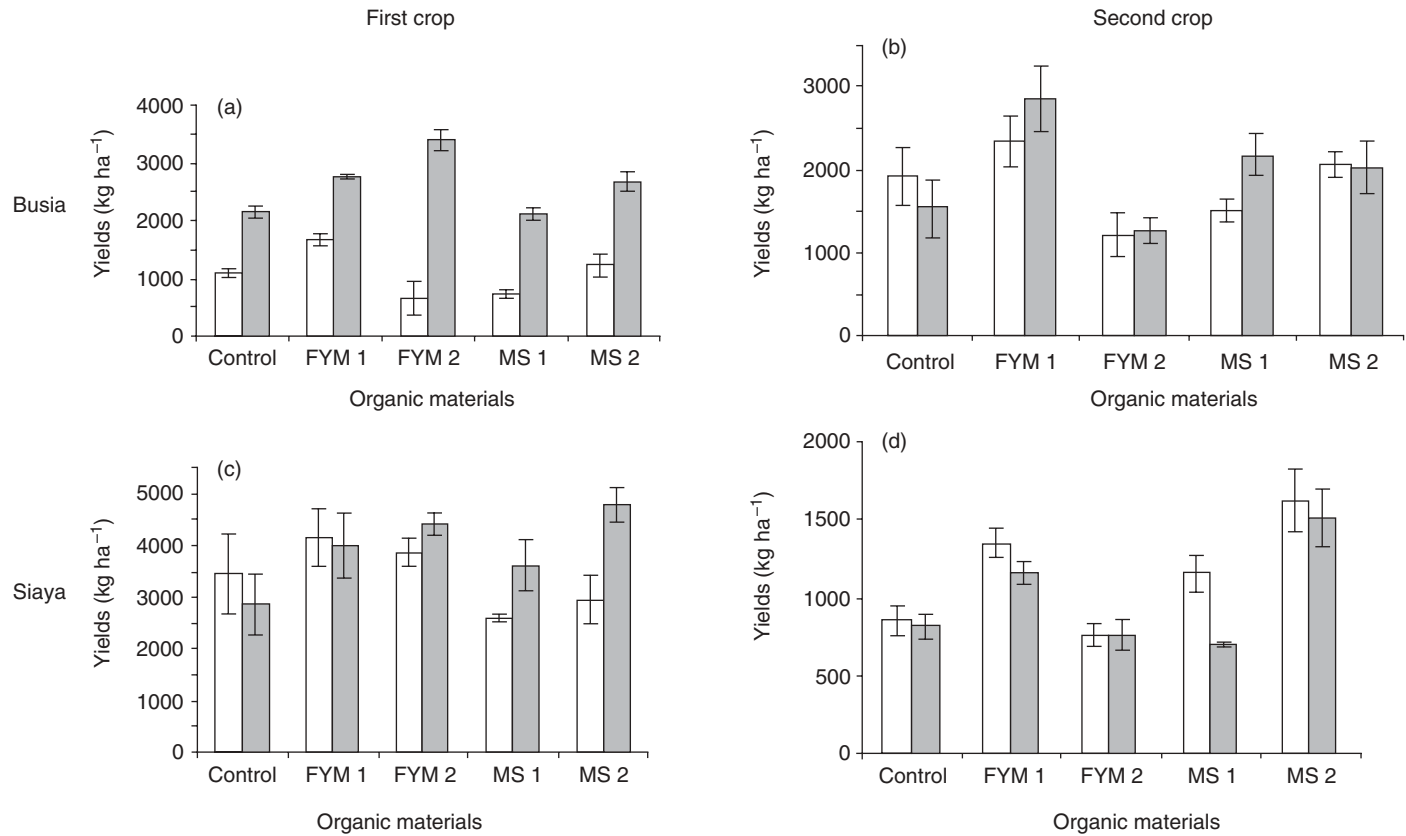 First crop
Second crop
Busia
(a)
Yields (kg ha⁻¹)
4000
3000
2000
1000
0
Control FYM 1 FYM 2 MS 1 MS 2
Organic materials
(b)
Yields (kg ha⁻¹)
3000
2000
1000
0
Control FYM 1 FYM 2 MS 1 MS 2
Organic materials
Siaya
(c)
Yields (kg ha⁻¹)
5000
4000
3000
2000
1000
0
Control FYM 1 FYM 2 MS 1 MS 2
Organic materials
(d)
Yields (kg ha⁻¹)
2000
1500
1000
500
0
Control FYM 1 FYM 2 MS 1 MS 2
Organic materials